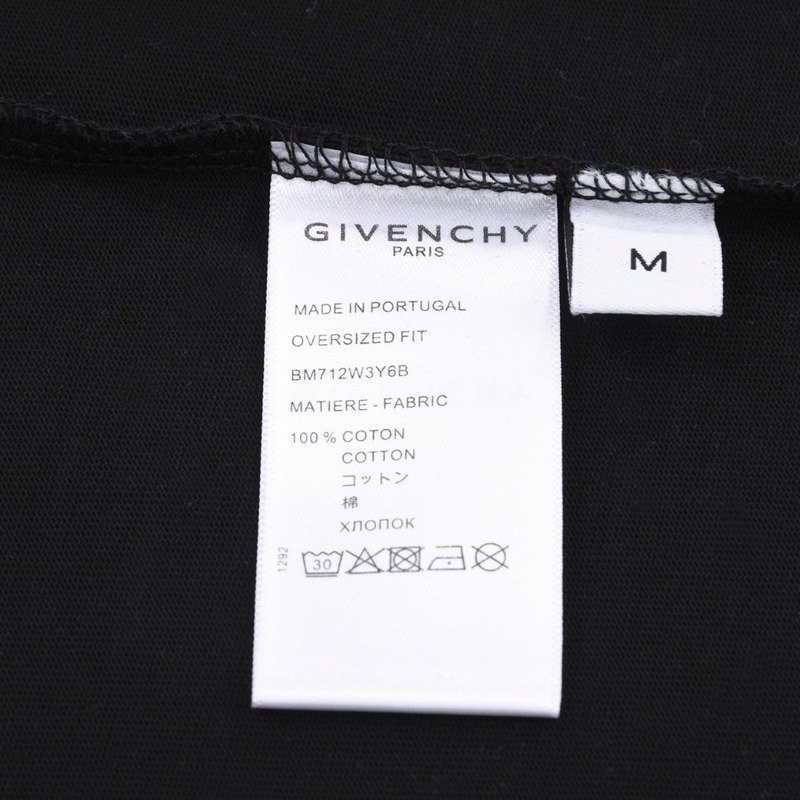 GIVENCHY
PARIS
M
MADE IN PORTUGAL
OVERSIZED FIT
BM712W3Y6B
MATIERE - FABRIC
100 % COTON
COTTON
コットン
棉
ХЛОПОК
1292
30